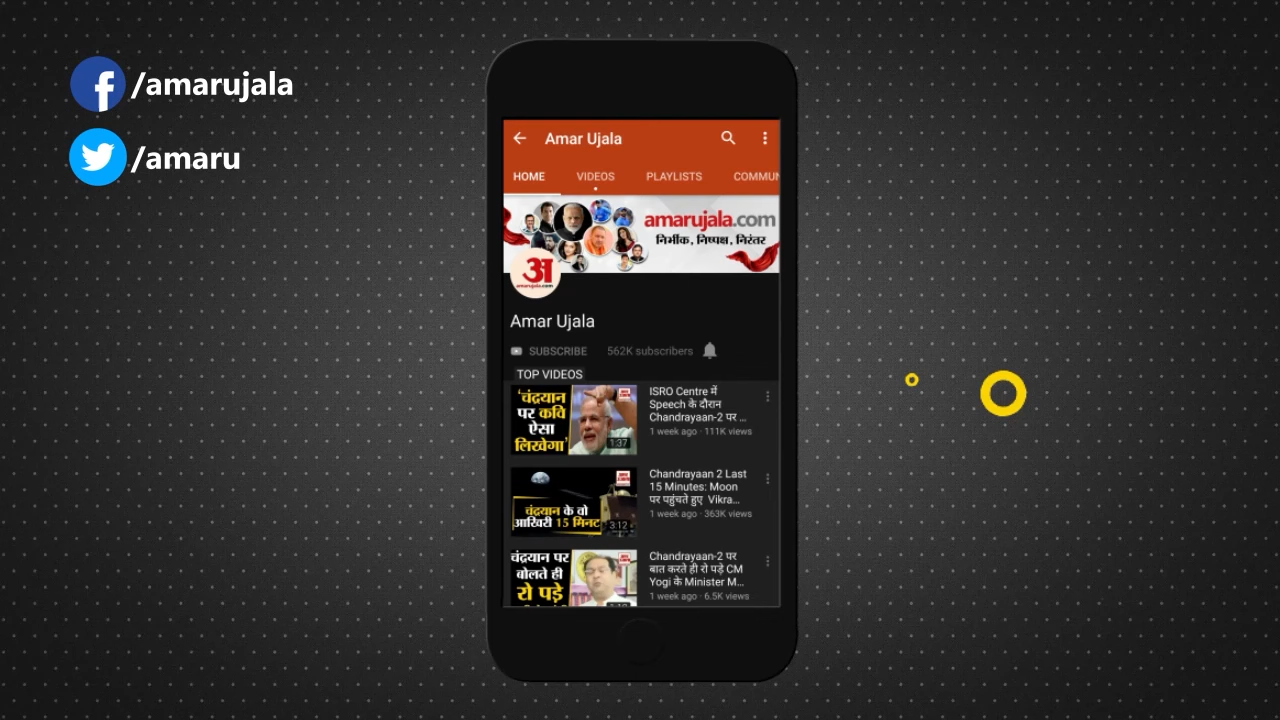 /amarujala
/amaru
Amar Ujala
HOME VIDEOS PLAYLISTS COMMUN
amarujala.com
निर्भीक, निष्पक्ष, निरंतर
अ
amarujala.com
Amar Ujala
SUBSCRIBE 562K subscribers
TOP VIDEOS
'चंद्रयान
पर कवि
ऐसा
लिखेगा'
1:37
ISRO Centre में
Speech के दौरान
Chandrayaan-2 पर ...
1 week ago · 111K views
चंद्रयान के वो
आखिरी 15 मिनट
3:12
Chandrayaan 2 Last
15 Minutes: Moon
पर पहुंचते हुए Vikra...
1 week ago · 363K views
चंद्रयान पर
बोलते ही
रो पड़े
Chandrayaan-2 पर
बात करते ही रो पड़े CM
Yogi के Minister M...
1 week ago · 6.5K views